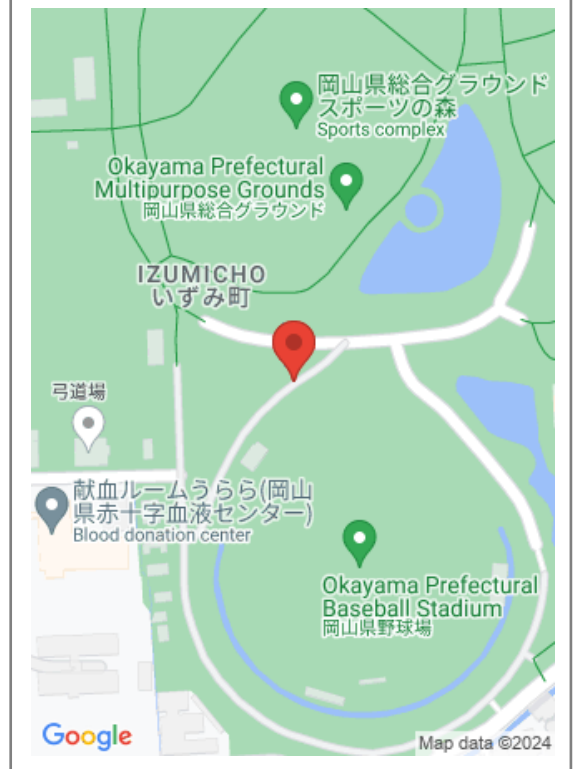 岡山県総合グラウンド
スポーツの森
Sports complex
Okayama Prefectural
Multipurpose Grounds
岡山県総合グラウンド
IZUMICHO
いずみ町
弓道場
献血ルームうらら(岡山
県赤十字血液センター)
Blood donation center
Okayama Prefectural
Baseball Stadium
岡山県野球場
Google
Map data ©2024